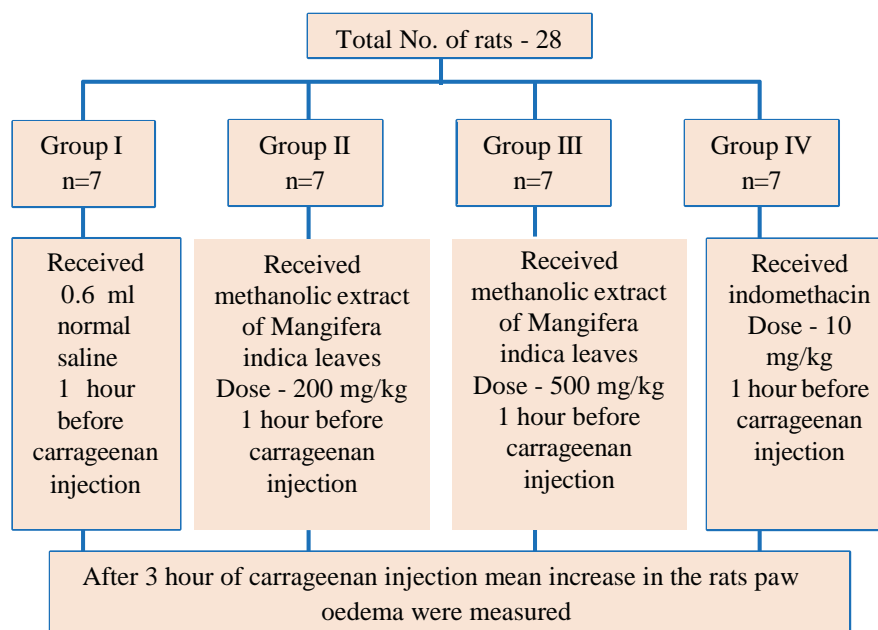 Total No. of rats - 28
Group I
n=7
Group II
n=7
Group III
n=7
Group IV
n=7
Received
0.6 ml
normal
saline
1 hour
before
carrageenan
injection
Received
methanolic extract
of Mangifera
indica leaves
Dose - 200 mg/kg
1 hour before
carrageenan
injection
Received
methanolic extract
of Mangifera
indica leaves
Dose - 500 mg/kg
1 hour before
carrageenan
injection
Received
indomethacin
Dose - 10
mg/kg
1 hour before
carrageenan
injection
After 3 hour of carrageenan injection mean increase in the rats paw
oedema were measured